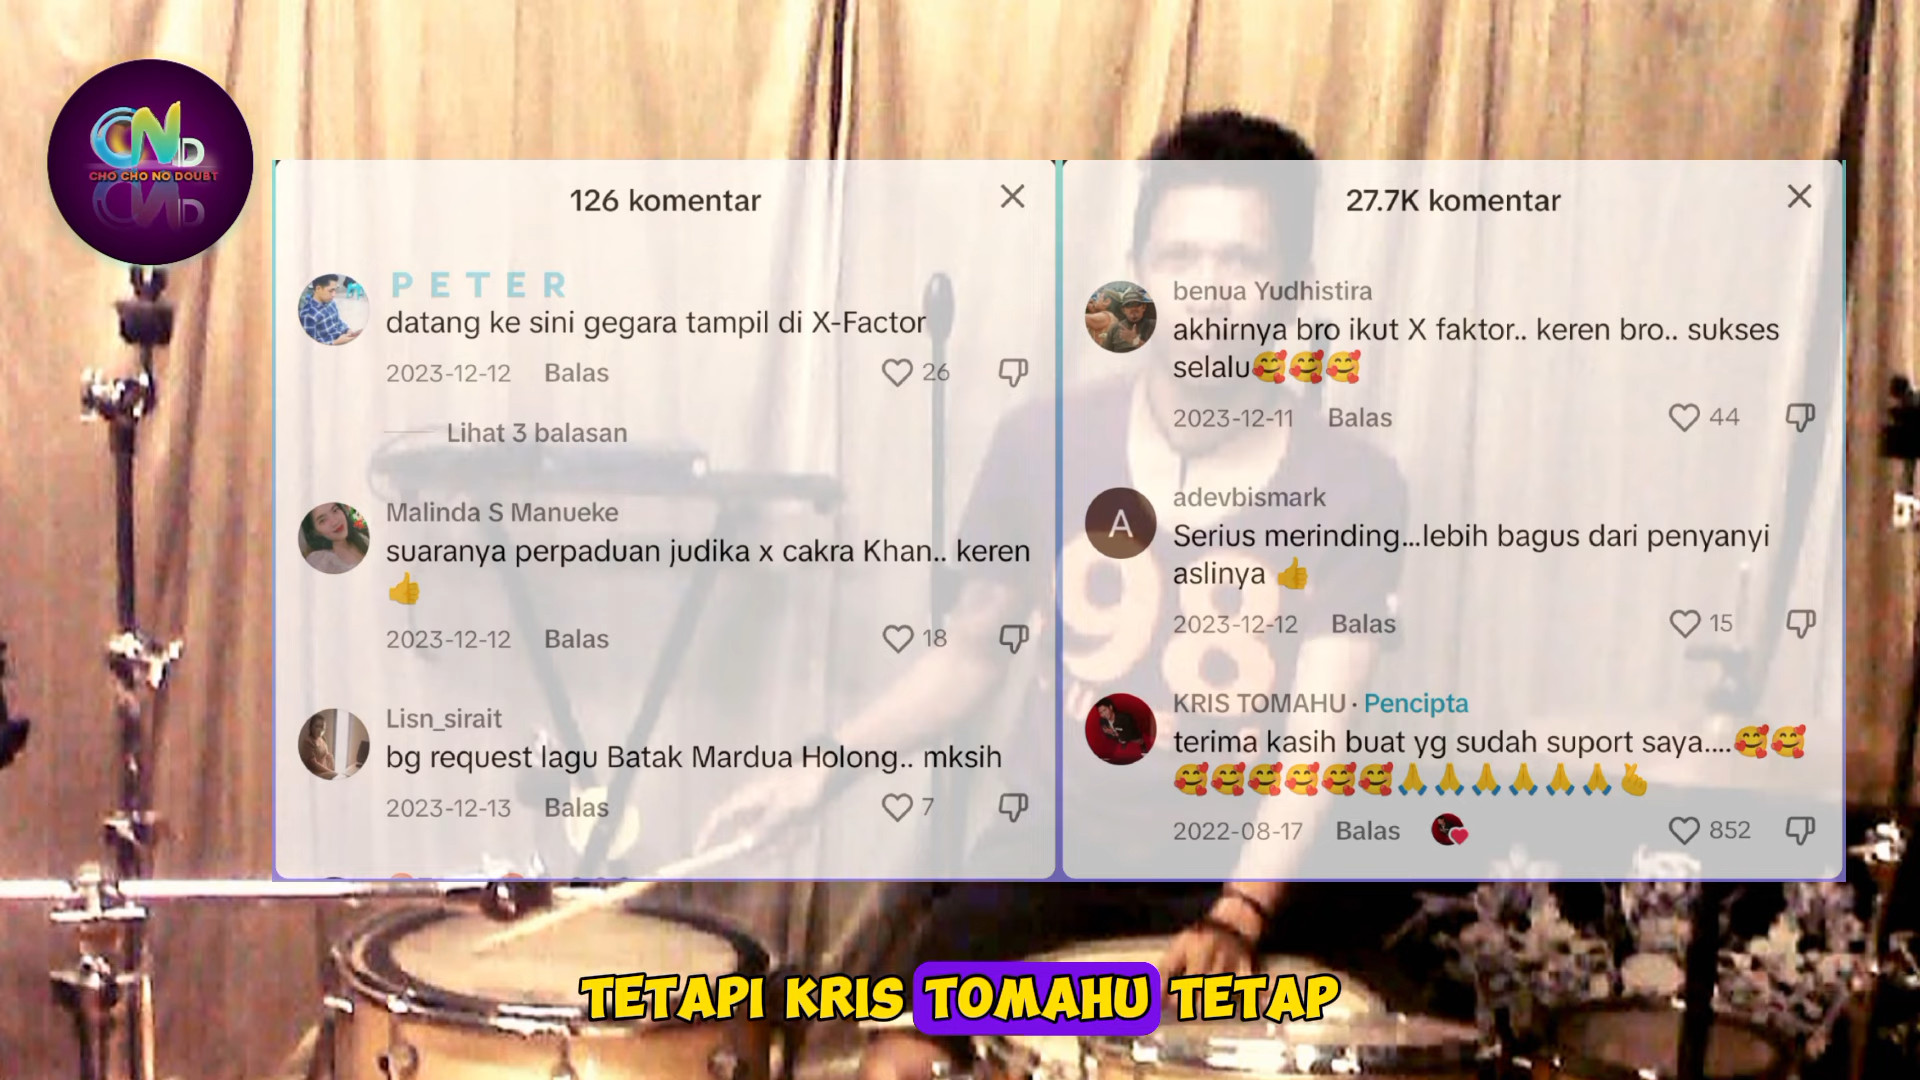 CND
CHO CHO NO DOUBT
126 komentar
P E T E R
datang ke sini gegara tampil di X-Factor
2023-12-12 Balas 26
Lihat 3 balasan
Malinda S Manueke
suaranya perpaduan judika x cakra Khan.. keren
👍
2023-12-12 Balas 18
Lisn_sirait
bg request lagu Batak Mardua Holong.. mksih
2023-12-13 Balas 7
27.7K komentar
benua Yudhistira
akhirnya bro ikut X faktor.. keren bro.. sukses
selalu🥰🥰🥰
2023-12-11 Balas 44
A
adevbismark
Serius merinding...lebih bagus dari penyanyi
aslinya 👍
2023-12-12 Balas 15
KRIS TOMAHU · Pencipta
terima kasih buat yg sudah suport saya....🥰🥰
🥰🥰🥰🥰🥰🥰🙏🙏🙏🙏🙏🙏🫰
2022-08-17 Balas 852
98
TETAPI KRIS TOMAHU TETAP